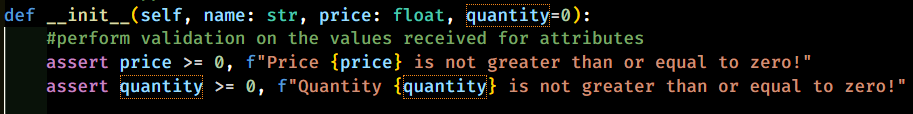 def __init__(self, name: str, price: float, quantity=0):
    #perform validation on the values received for attributes
    assert price >= 0, f"Price {price} is not greater than or equal to zero!"
    assert quantity >= 0, f"Quantity {quantity} is not greater than or equal to zero!"